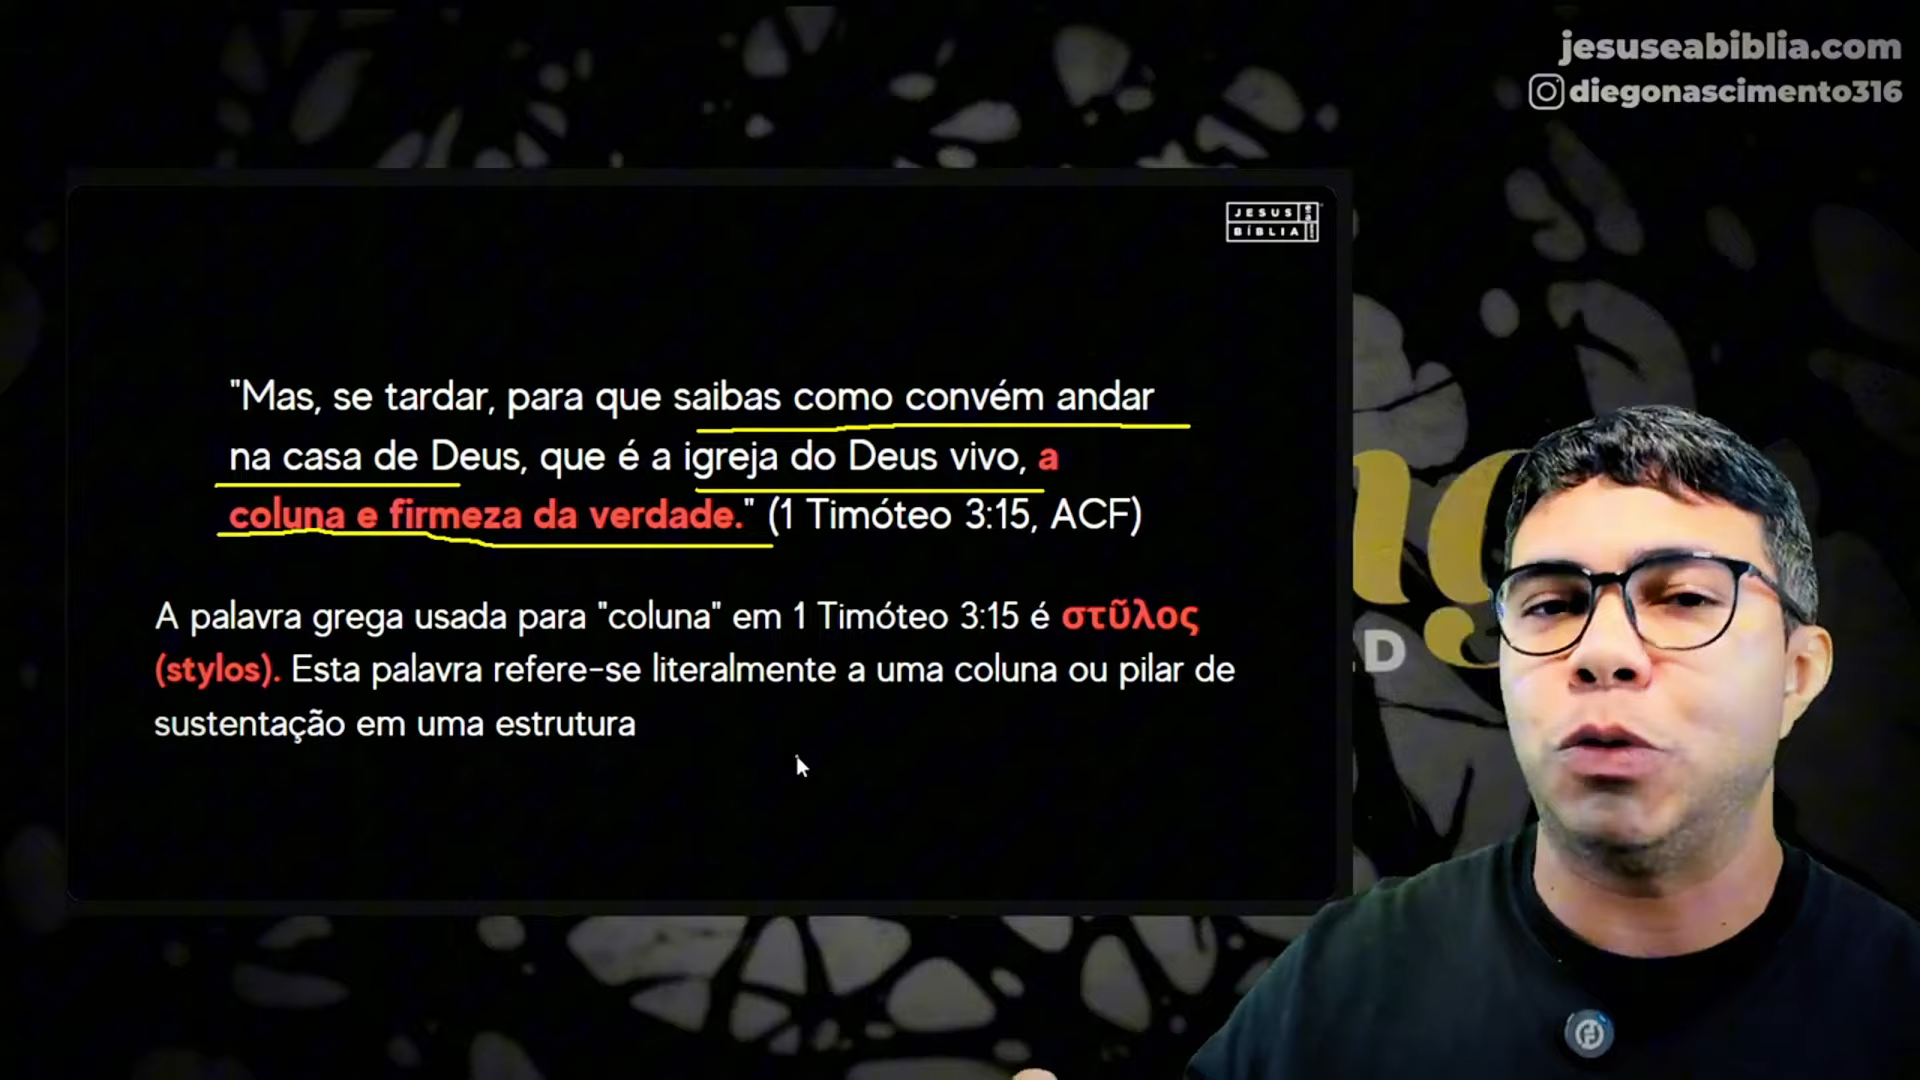 jesuseabiblia.com
diegonascimento316
JESUS
BÍBLIA
"Mas, se tardar, para que saibas como convém andar
na casa de Deus, que é a igreja do Deus vivo, a
coluna e firmeza da verdade." (1 Timóteo 3:15, ACF)
A palavra grega usada para "coluna" em 1 Timóteo 3:15 é στῦλος
(stylos). Esta palavra refere-se literalmente a uma coluna ou pilar de
sustentação em uma estrutura